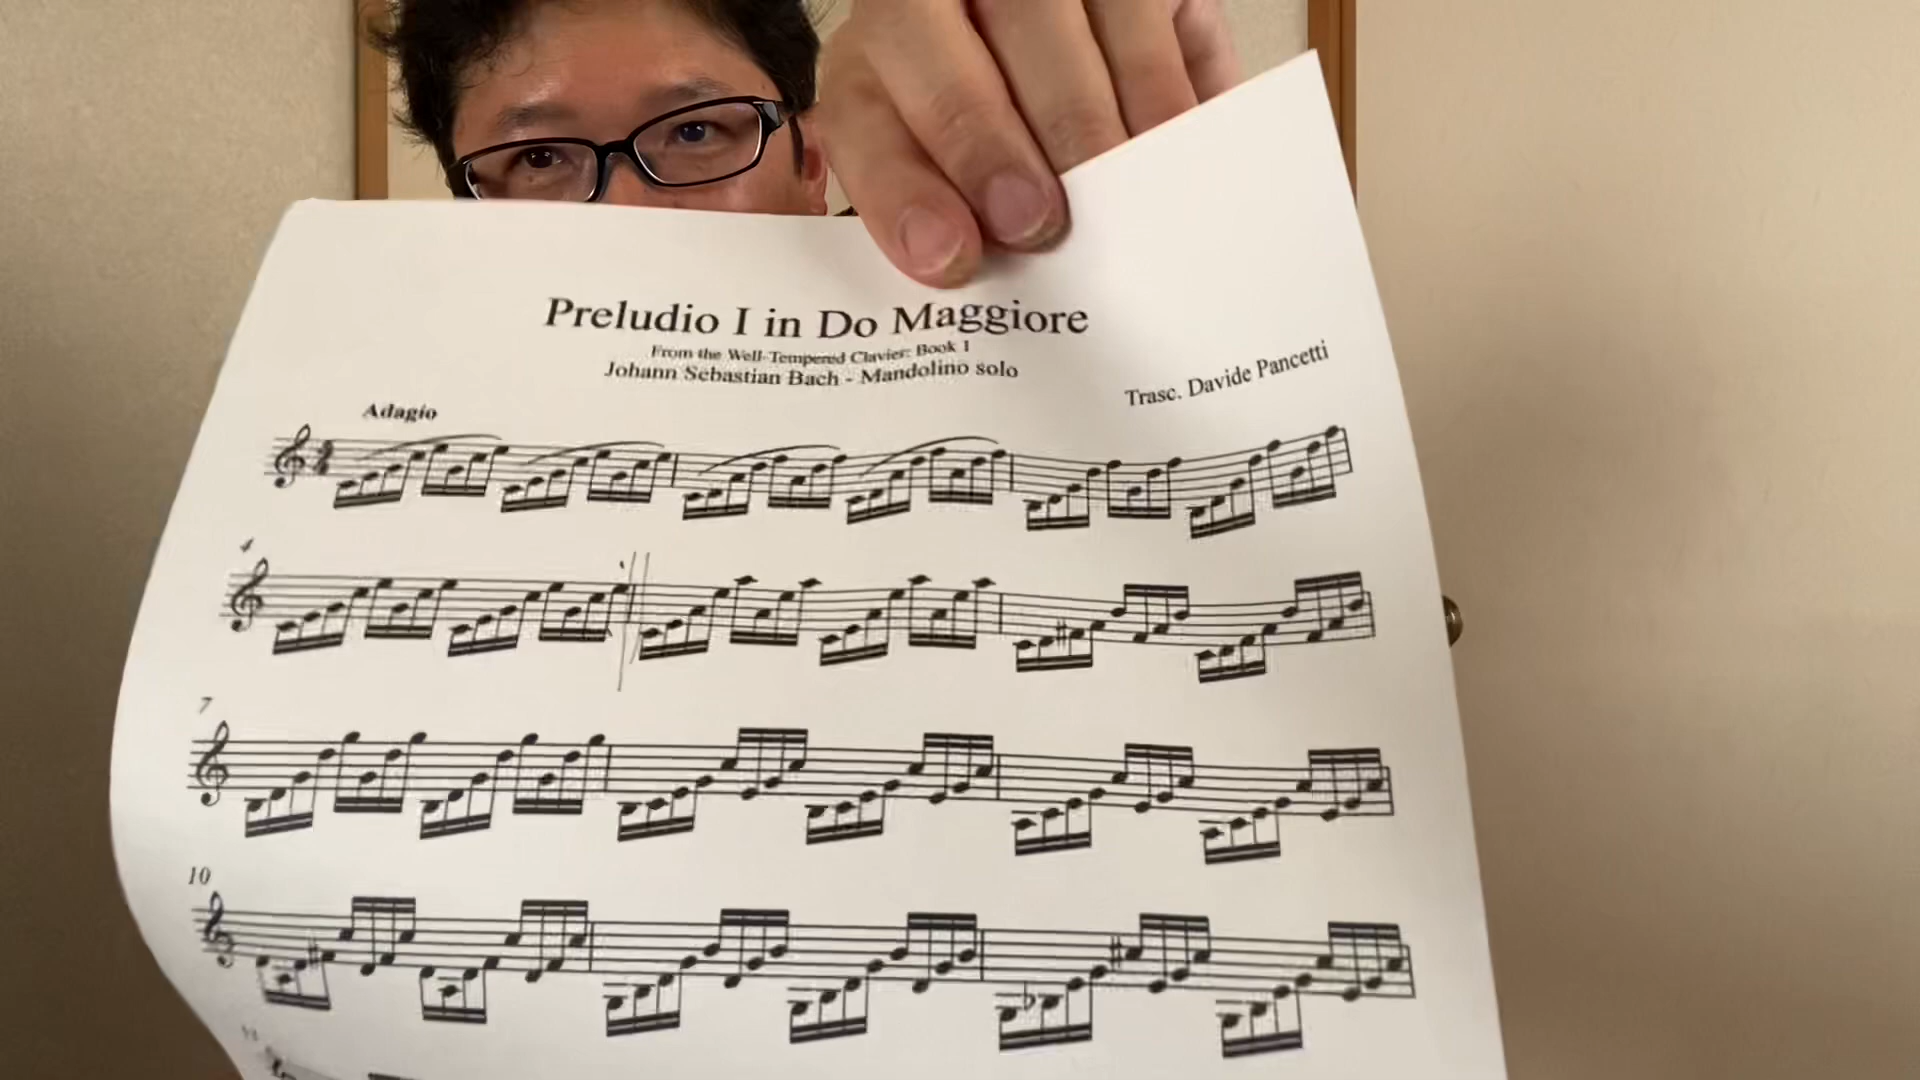 Preludio I in Do Maggiore
From the Well-Tempered Clavier: Book 1
Johann Sebastian Bach - Mandolino solo
Trasc. Davide Pancetti
Adagio
4
7
10